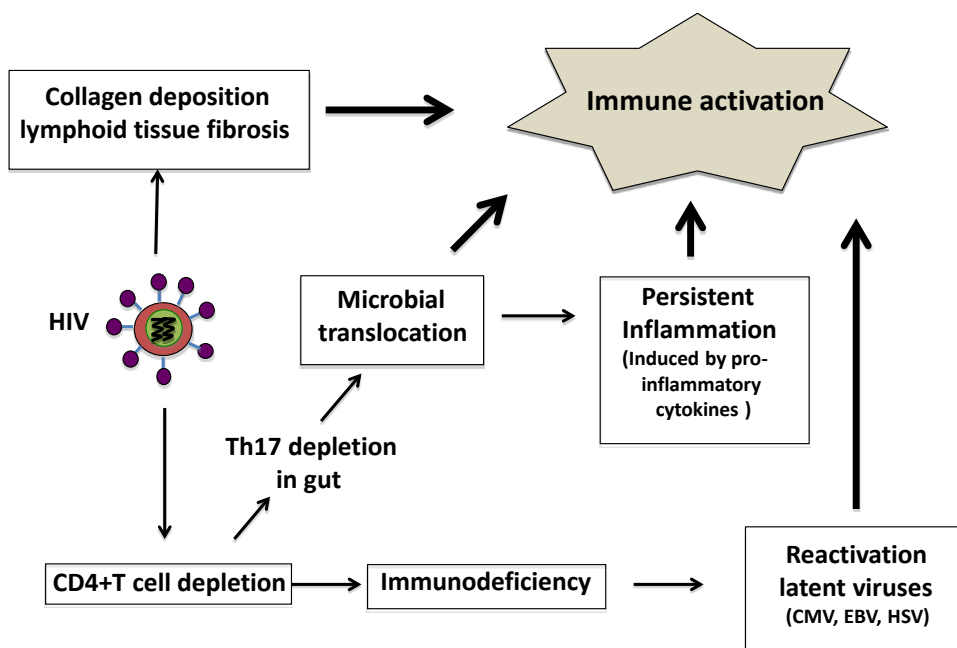 Collagen deposition
lymphoid tissue fibrosis
Immune activation
HIV
Microbial
translocation
Persistent
Inflammation
(Induced by pro-
inflammatory
cytokines )
Th17 depletion
in gut
CD4+T cell depletion
Immunodeficiency
Reactivation
latent viruses
(CMV, EBV, HSV)